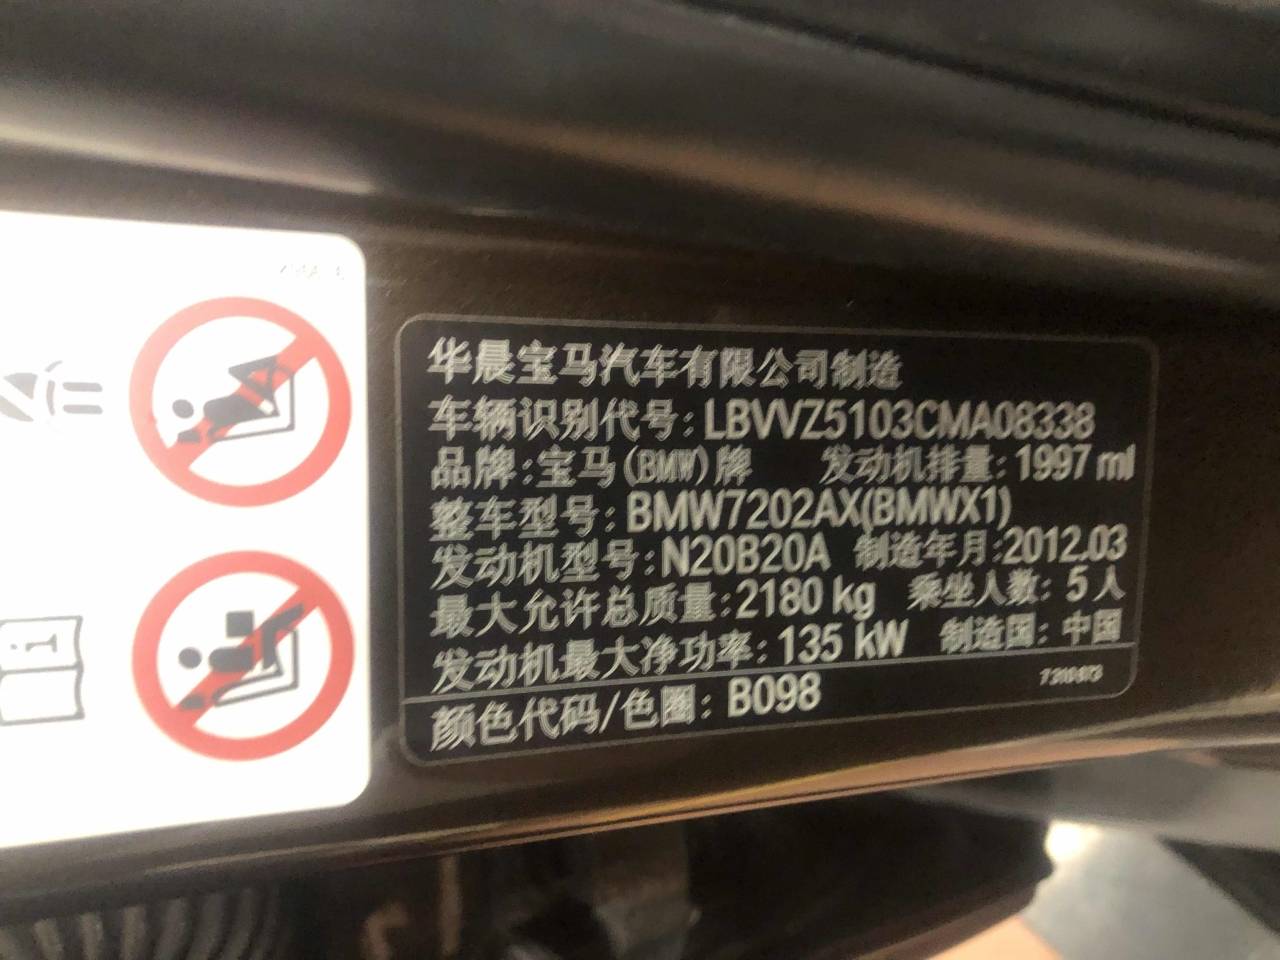 华晨宝马汽车有限公司制造
车辆识别代号: LBVVZ5103CMA08338
品牌:宝马(BMW)牌 发动机排量: 1997 ml
整车型号: BMW7202AX(BMWX1)
发动机型号: N20B20A 制造年月:2012.03
最大允许总质量:2180 kg 乘坐人数: 5人
发动机最大净功率: 135 kW 制造国: 中国
颜色代码/色圈: B098